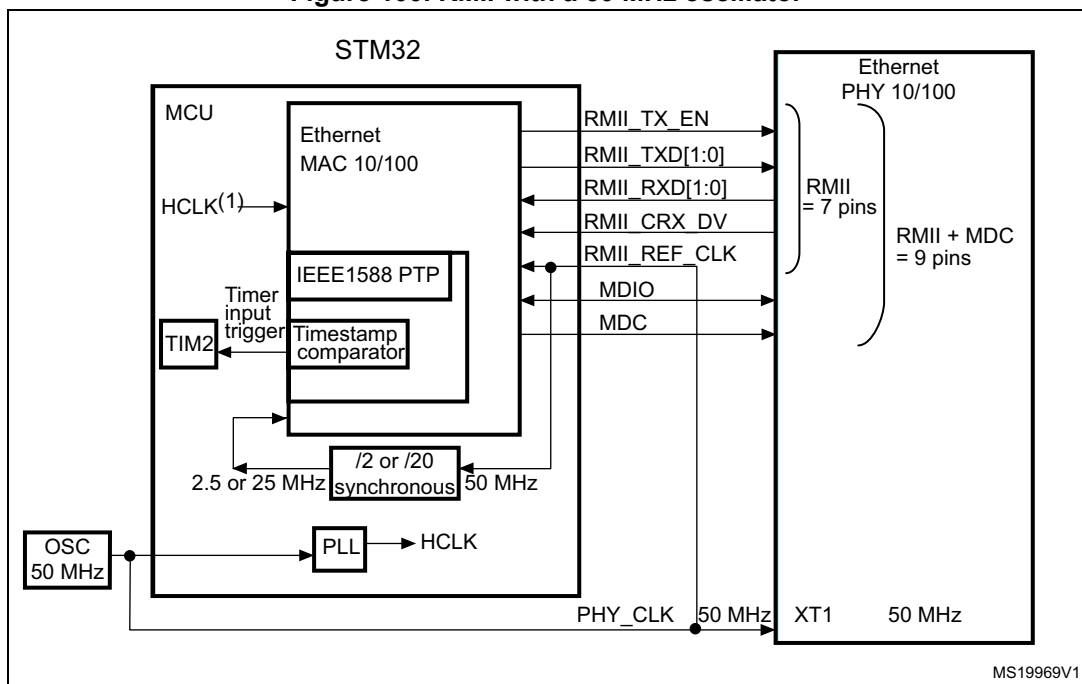 Figure RMII with a 50 MHz oscillator
STM32
Ethernet
PHY 10/100
MCU
Ethernet
MAC 10/100
HCLK(1)
RMII_TX_EN
RMII_TXD[1:0]
RMII_RXD[1:0]
RMII_CRX_DV
RMII_REF_CLK
MDIO
MDC
RMII
= 7 pins
RMII + MDC
= 9 pins
IEEE1588 PTP
Timer
input
trigger
TIM2
Timestamp
comparator
/2 or /20
synchronous
2.5 or 25 MHz
50 MHz
OSC
50 MHz
PLL
HCLK
PHY_CLK
50 MHz
XT1
50 MHz
MS19969V1